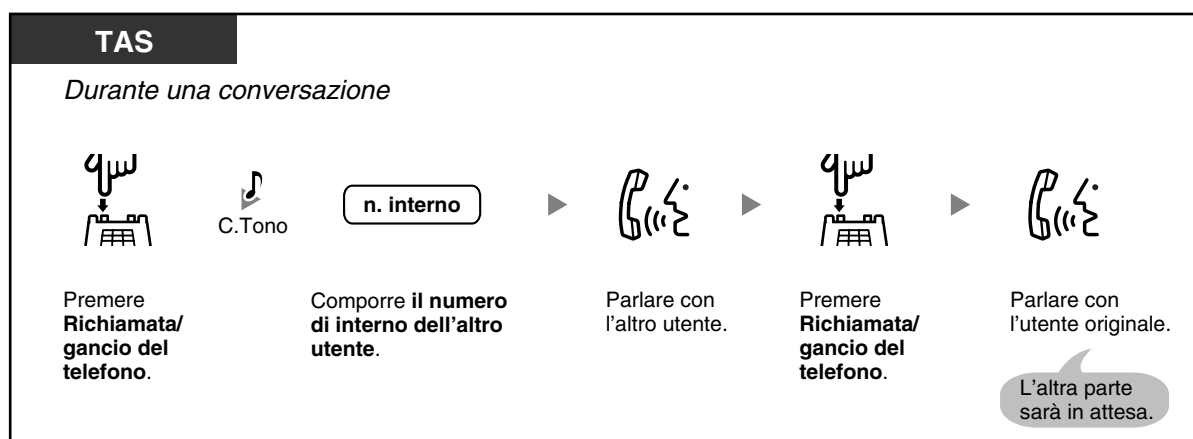 TAS
Durante una conversazione
C.Tono
n. interno
Premere
Richiamata/
gancio del
telefono.
Comporre il numero
di interno dell'altro
utente.
Parlare con
l'altro utente.
Premere
Richiamata/
gancio del
telefono.
Parlare con
l'utente originale.
L'altra parte
sarà in attesa.